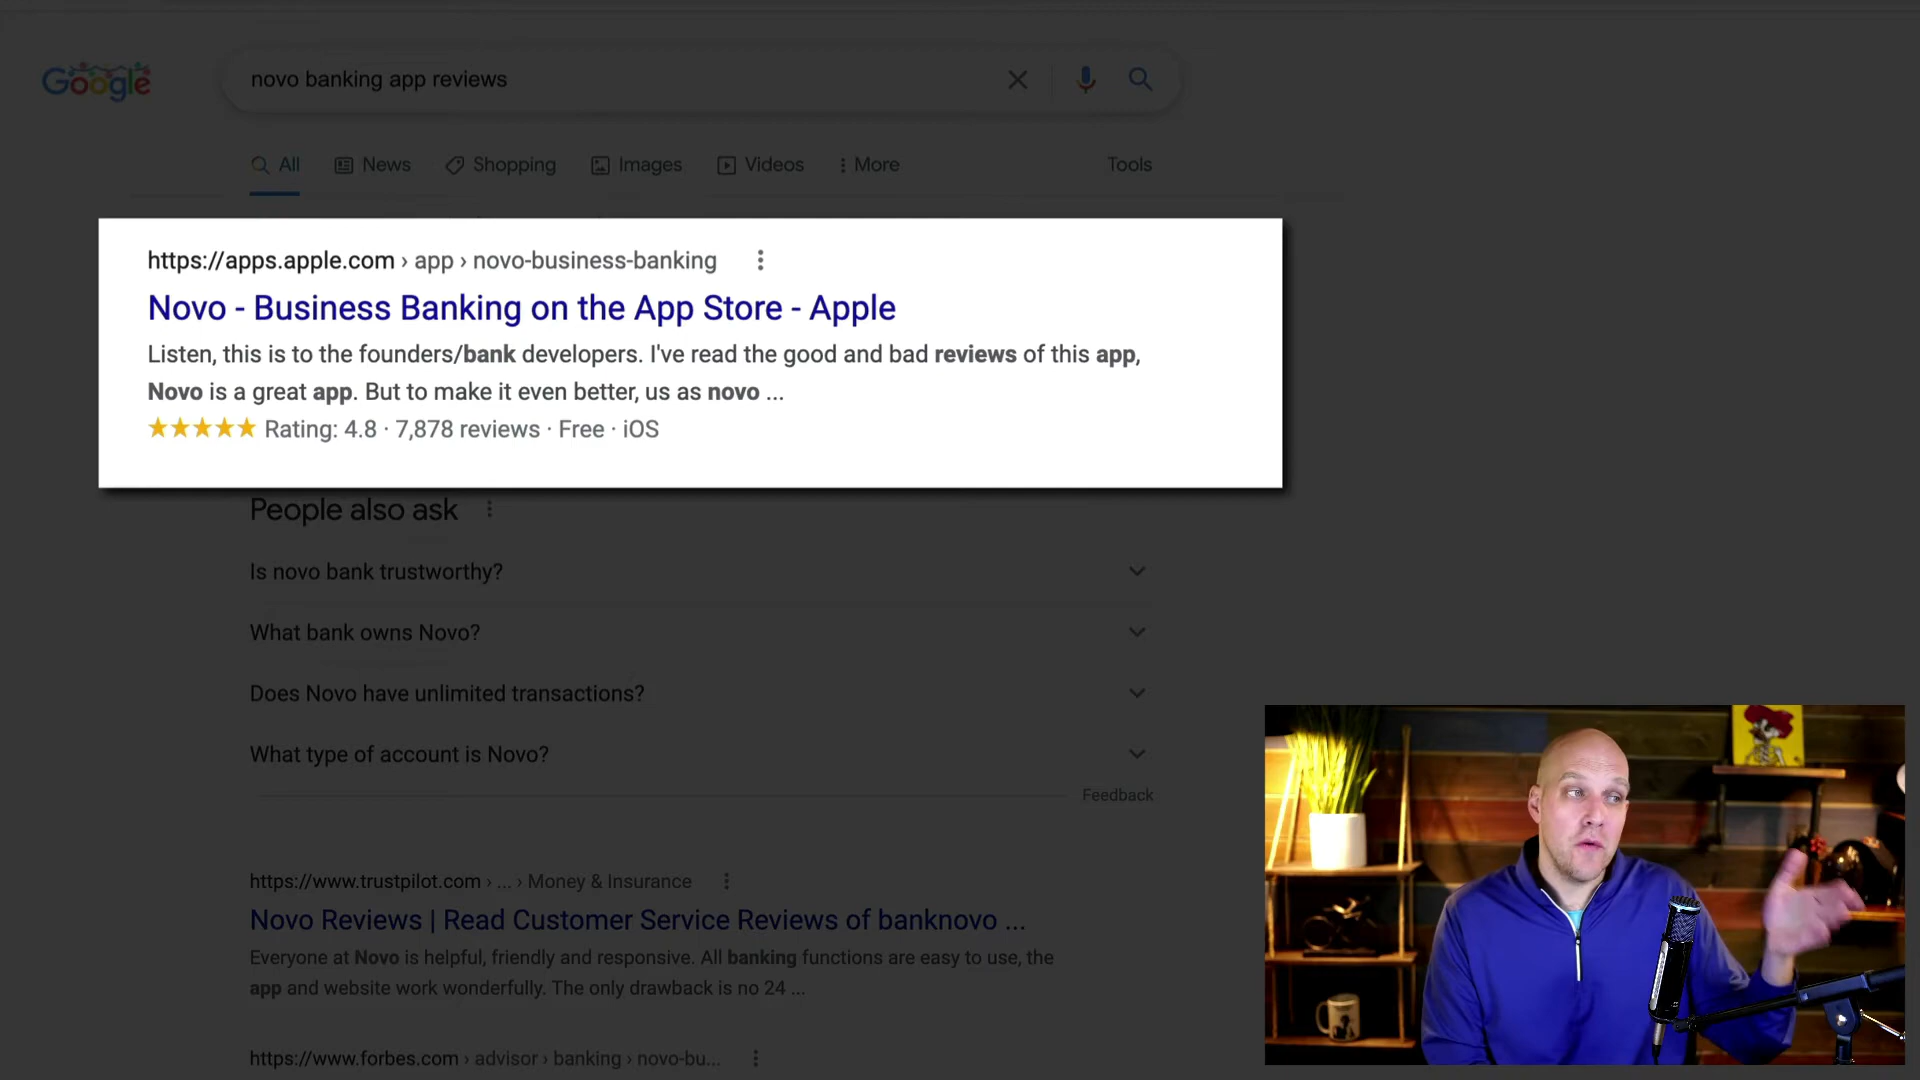 Google
novo banking app reviews
All News Shopping Images Videos More Tools
https://apps.apple.com › app › novo-business-banking
Novo - Business Banking on the App Store - Apple
Listen, this is to the founders/bank developers. I've read the good and bad reviews of this app,
Novo is a great app. But to make it even better, us as novo ...
Rating: 4.8 · 7,878 reviews · Free · iOS
People also ask
Is novo bank trustworthy?
What bank owns Novo?
Does Novo have unlimited transactions?
What type of account is Novo?
Feedback
https://www.trustpilot.com › ... › Money & Insurance
Novo Reviews | Read Customer Service Reviews of banknovo ...
Everyone at Novo is helpful, friendly and responsive. All banking functions are easy to use, the
app and website work wonderfully. The only drawback is no 24 ...
https://www.forbes.com › advisor › banking › novo-bu...